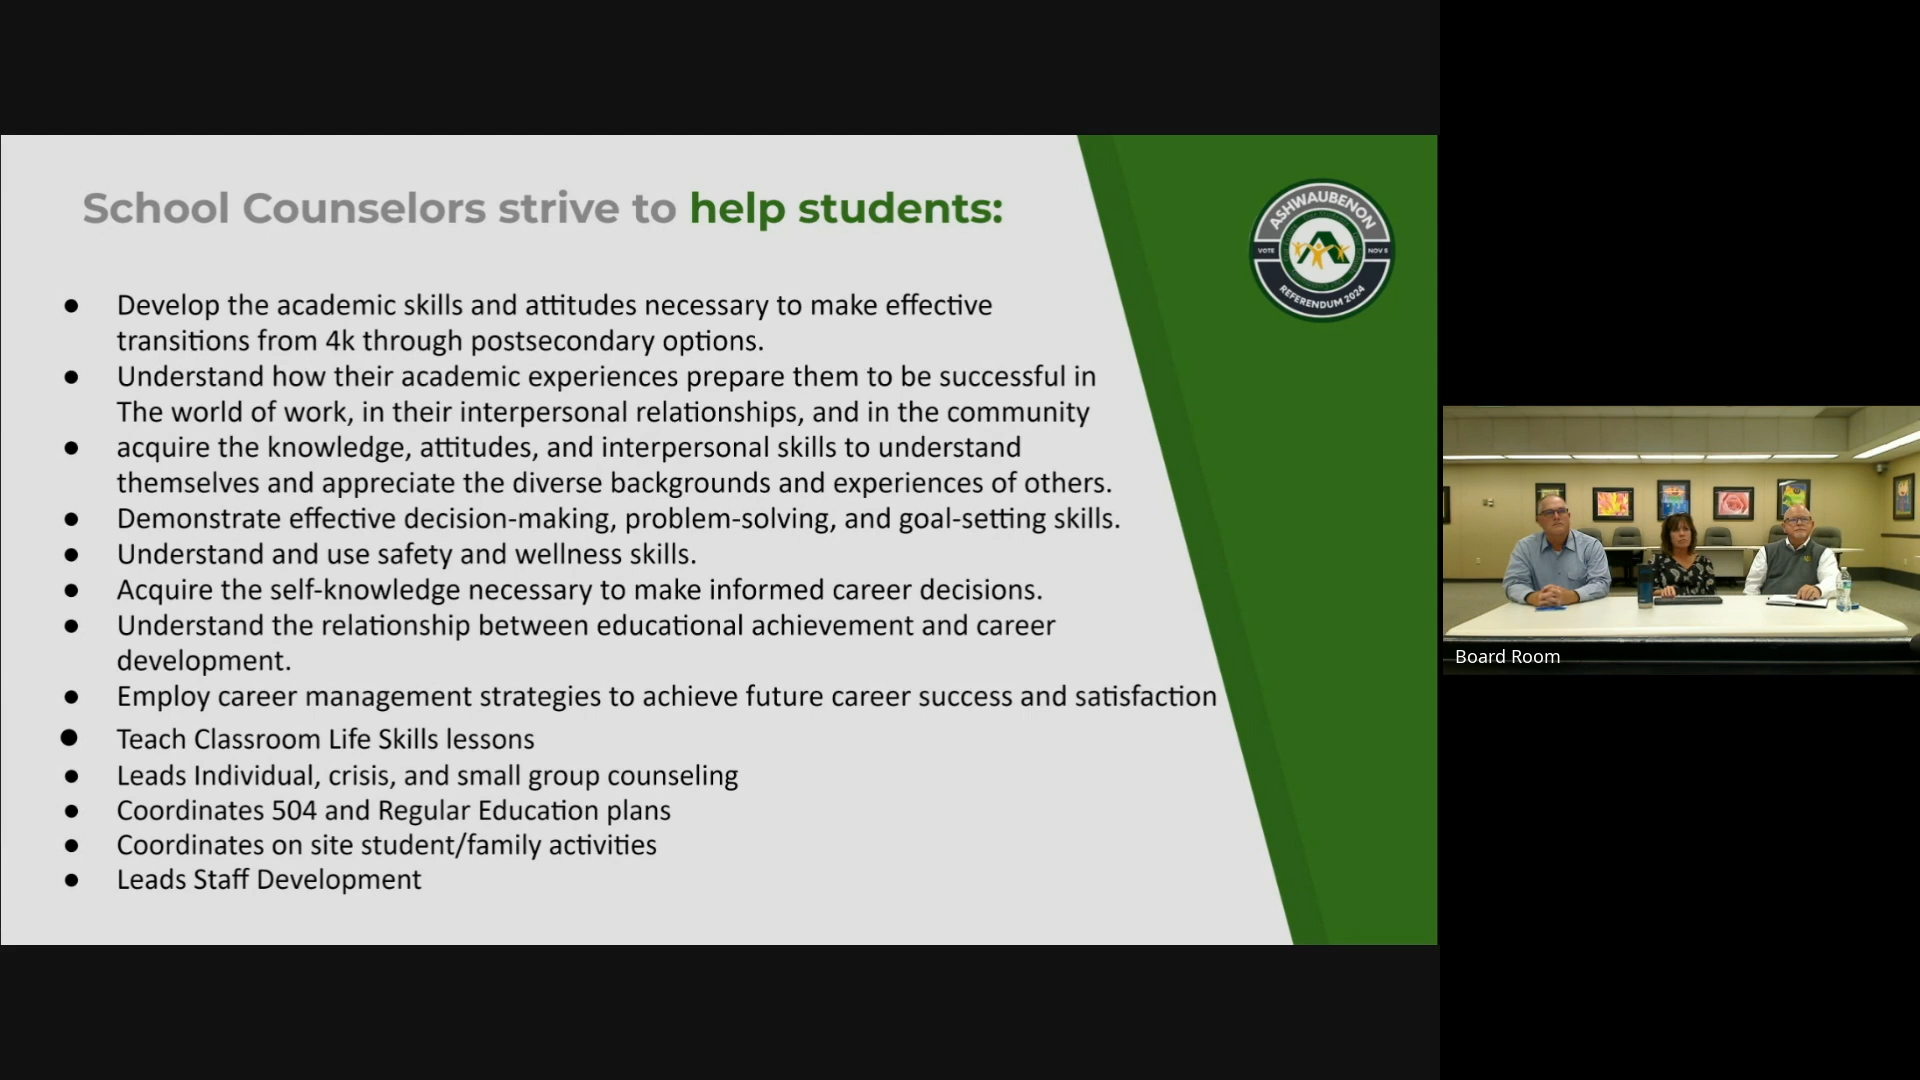 School Counselors strive to help students:
ASHWAUBENON
VOTE
NOV 5
REFERENDUM 2024
● Develop the academic skills and attitudes necessary to make effective
transitions from 4k through postsecondary options.
● Understand how their academic experiences prepare them to be successful in
The world of work, in their interpersonal relationships, and in the community
● acquire the knowledge, attitudes, and interpersonal skills to understand
themselves and appreciate the diverse backgrounds and experiences of others.
● Demonstrate effective decision-making, problem-solving, and goal-setting skills.
● Understand and use safety and wellness skills.
● Acquire the self-knowledge necessary to make informed career decisions.
● Understand the relationship between educational achievement and career
development.
● Employ career management strategies to achieve future career success and satisfaction
● Teach Classroom Life Skills lessons
● Leads Individual, crisis, and small group counseling
● Coordinates 504 and Regular Education plans
● Coordinates on site student/family activities
● Leads Staff Development
Board Room